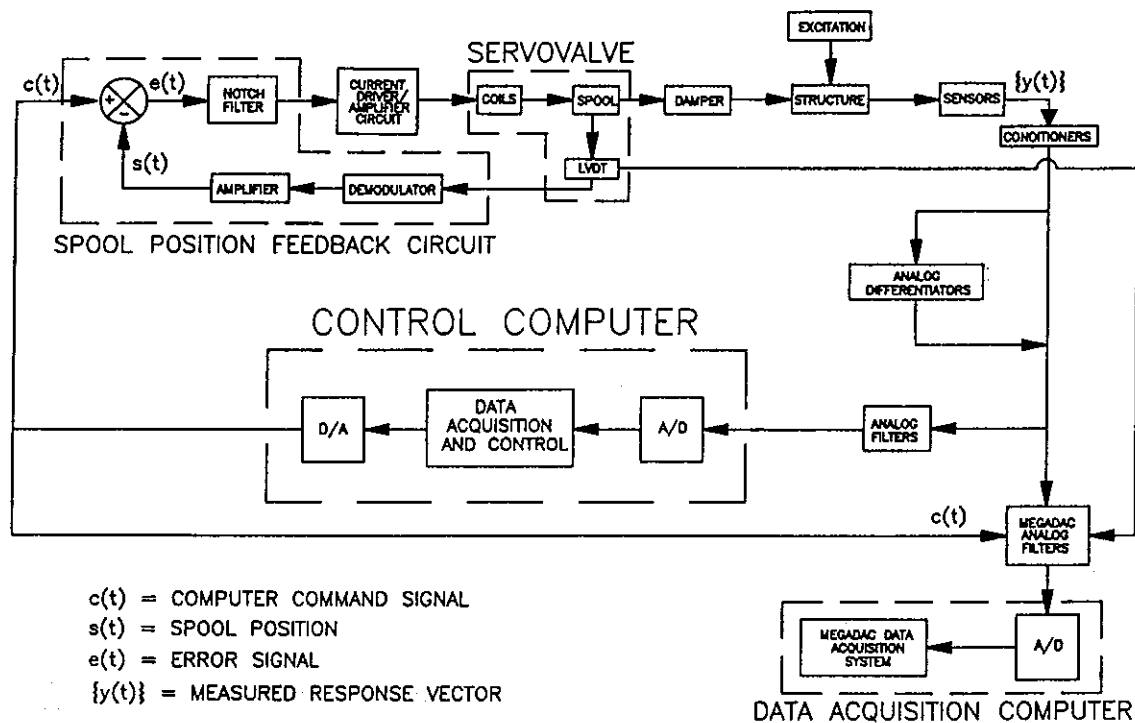 EXCITATION
SERVOVALVE
c(t)
+
-
e(t)
NOTCH
FILTER
CURRENT
DRIVER/
AMPLIFIER
CIRCUIT
COILS
SPOOL
DAMPER
STRUCTURE
SENSORS
{y(t)}
CONDITIONERS
s(t)
AMPLIFIER
DEMODULATOR
LVDT
SPOOL POSITION FEEDBACK CIRCUIT
ANALOG
DIFFERENTIATORS
CONTROL COMPUTER
D/A
DATA
ACQUISITION
AND CONTROL
A/D
ANALOG
FILTERS
c(t)
MEGADAC
ANALOG
FILTERS
c(t) = COMPUTER COMMAND SIGNAL
s(t) = SPOOL POSITION
e(t) = ERROR SIGNAL
{y(t)} = MEASURED RESPONSE VECTOR
MEGADAC DATA
ACQUISITION
SYSTEM
A/D
DATA ACQUISITION COMPUTER